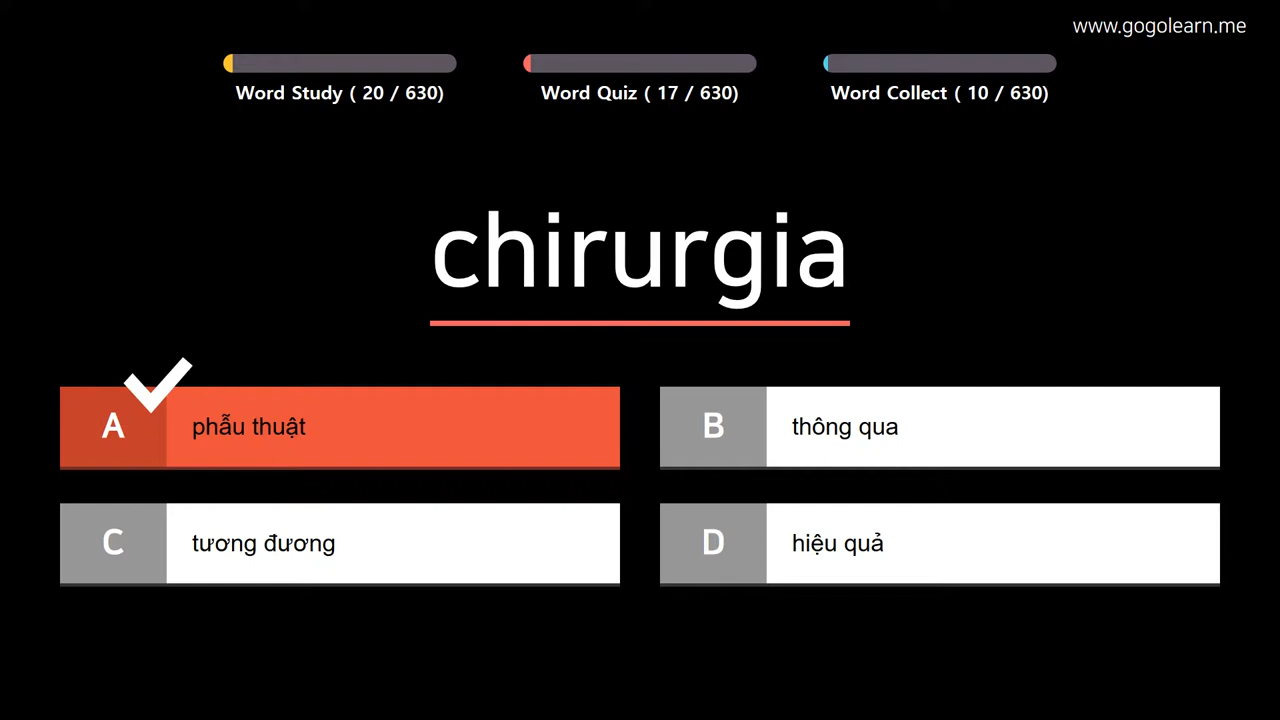 www.gogolearn.me
Word Study ( 20 / 630)
Word Quiz ( 17 / 630)
Word Collect ( 10 / 630)
chirurgia
A phẫu thuật
B thông qua
C tương đương
D hiệu quả